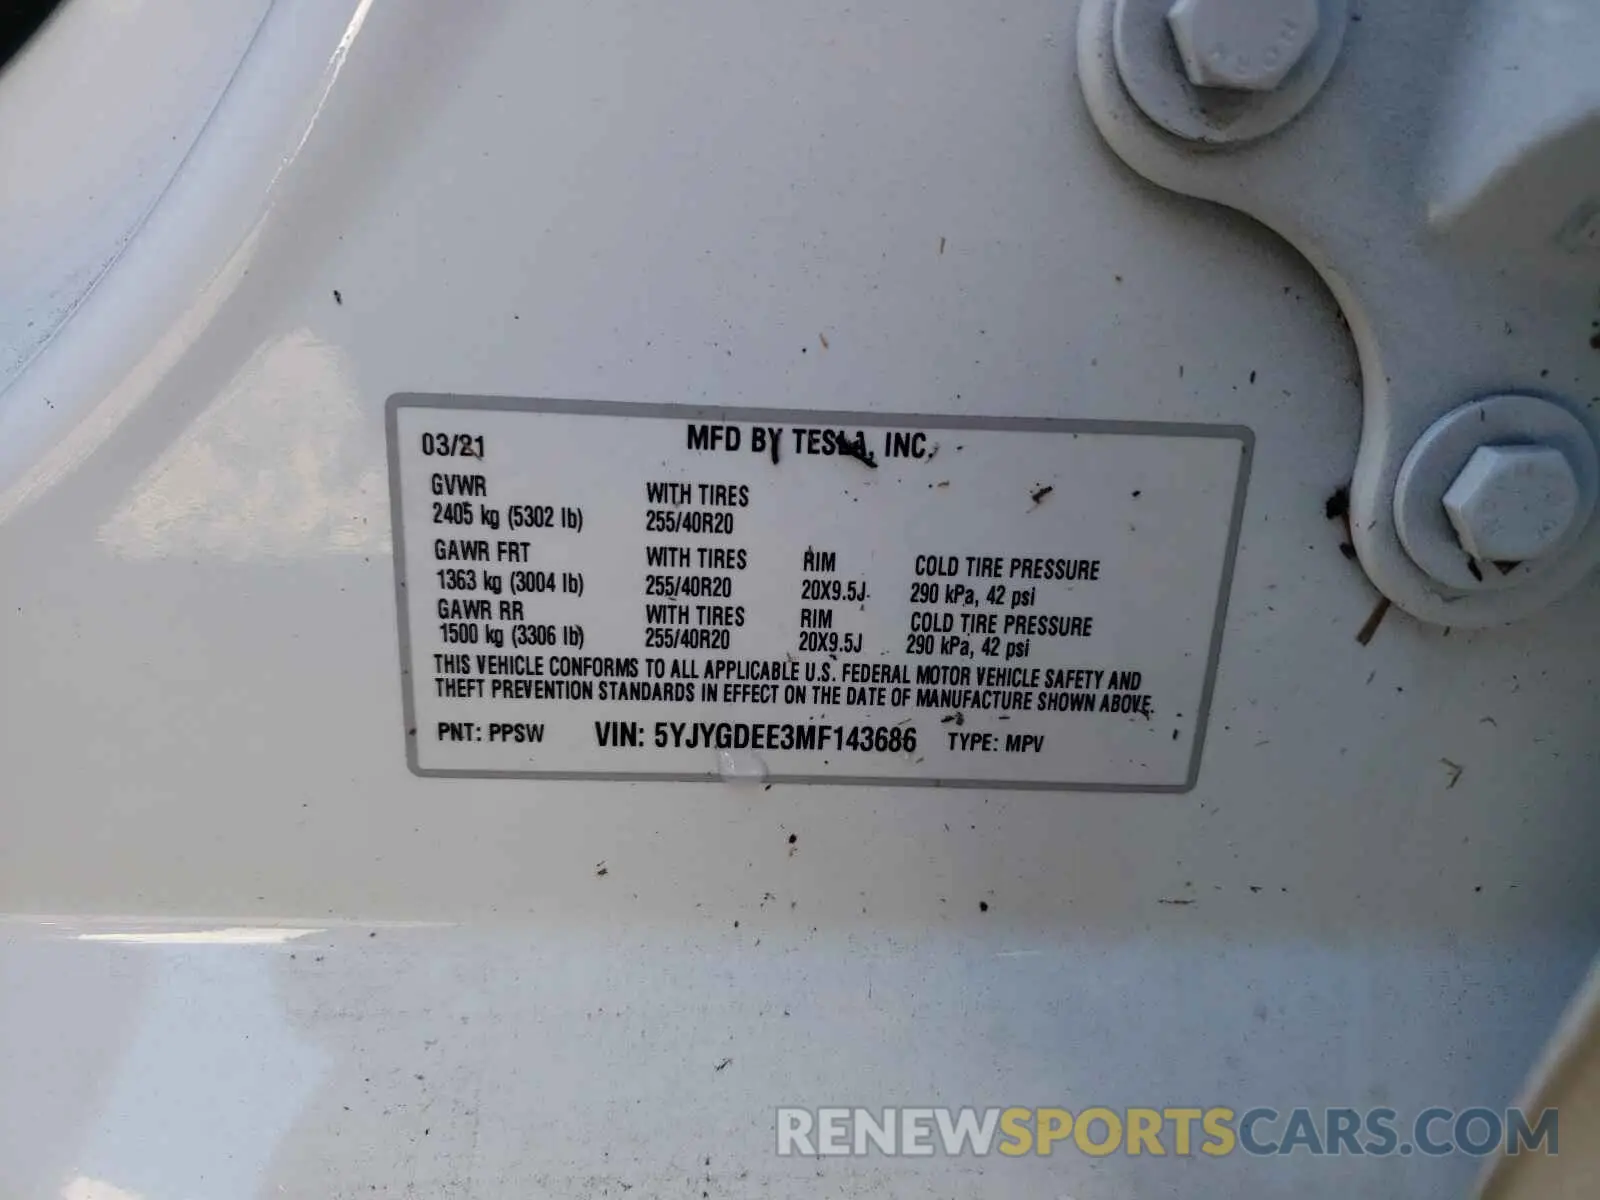 03/21 MFD BY TESLA, INC.
GVWR WITH TIRES
2405 kg (5302 lb) 255/40R20
GAWR FRT WITH TIRES RIM COLD TIRE PRESSURE
1363 kg (3004 lb) 255/40R20 20X9.5J 290 kPa, 42 psi
GAWR RR WITH TIRES RIM COLD TIRE PRESSURE
1500 kg (3306 lb) 255/40R20 20X9.5J 290 kPa, 42 psi
THIS VEHICLE CONFORMS TO ALL APPLICABLE U.S. FEDERAL MOTOR VEHICLE SAFETY AND
THEFT PREVENTION STANDARDS IN EFFECT ON THE DATE OF MANUFACTURE SHOWN ABOVE.
PNT: PPSW VIN: 5YJYGDEE3MF143686 TYPE: MPV
RENEWSPORTSCARS.COM